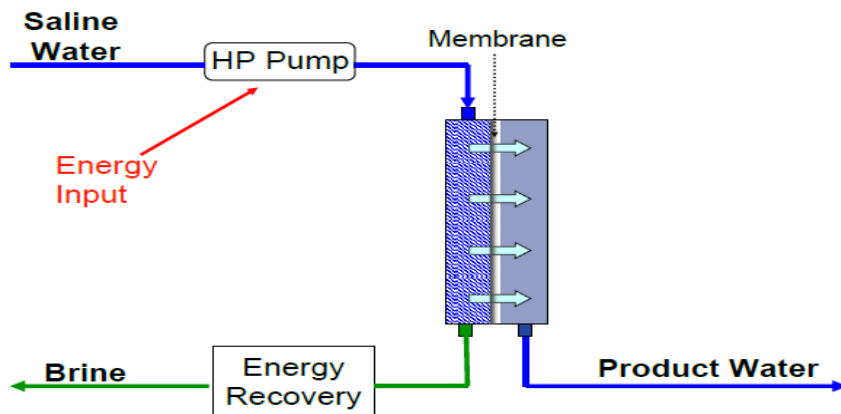 Saline
Water
HP Pump
Membrane
Energy
Input
Brine
Energy
Recovery
Product Water